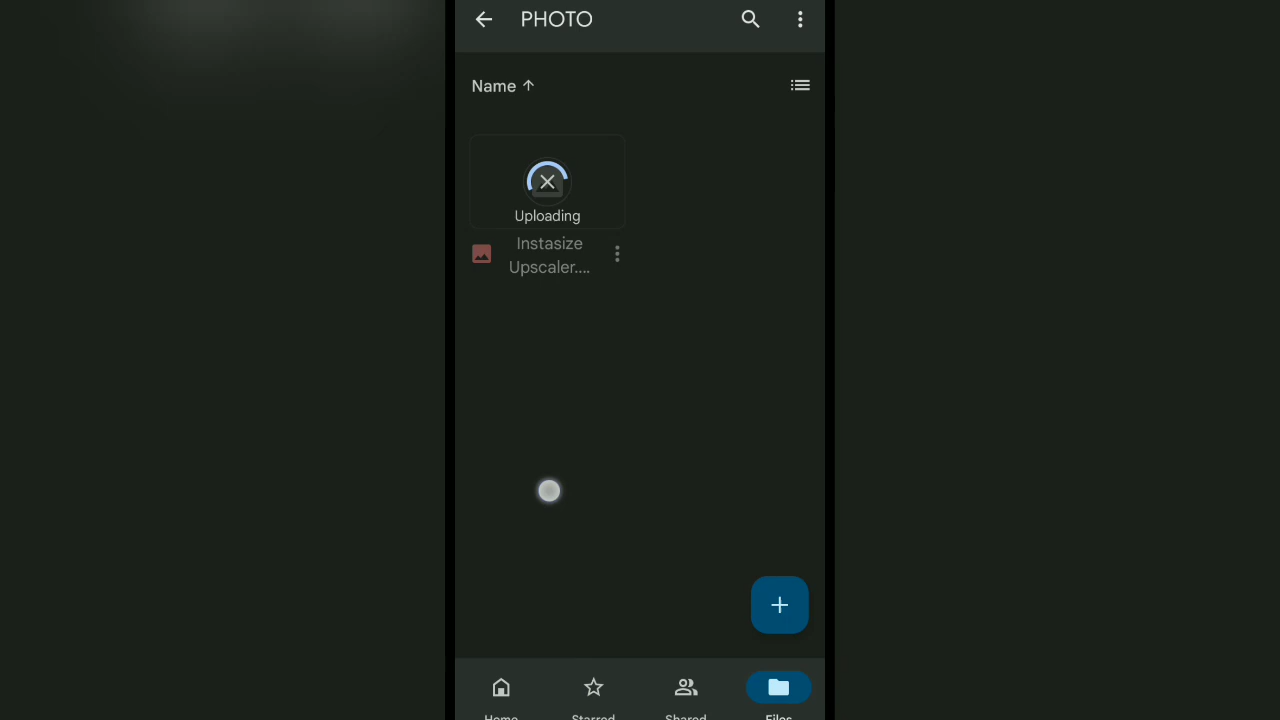 PHOTO
Name
Uploading
Instasize
Upscaler....
Home
Starred
Shared
Files